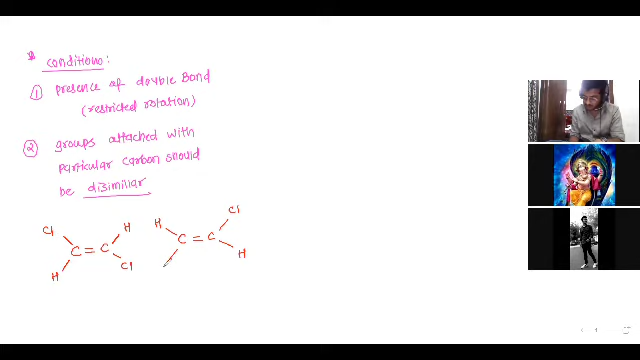 conditions:
① presence of double Bond
(restricted rotation)
② groups attached with
particular carbon should
be disimiliar
Cl H H Cl
C = C C = C
H Cl H